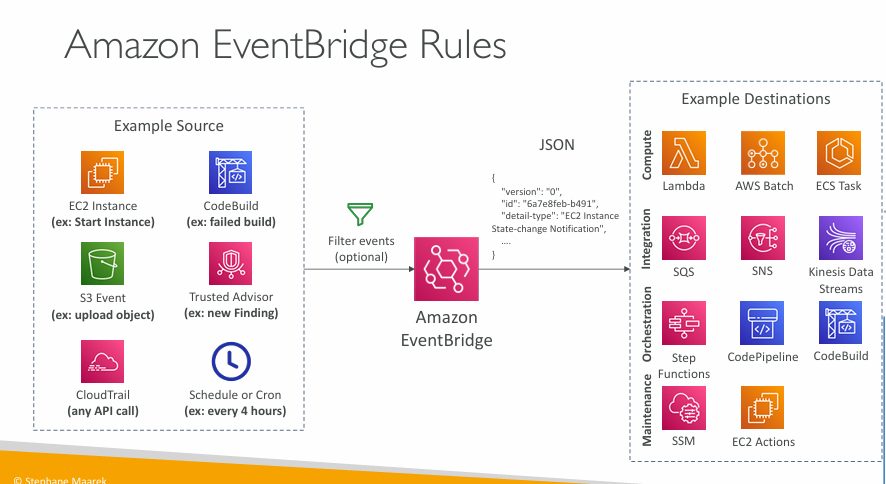 Amazon EventBridge Rules
Example Source
EC2 Instance
(ex: Start Instance)
CodeBuild
(ex: failed build)
S3 Event
(ex: upload object)
Trusted Advisor
(ex: new Finding)
CloudTrail
(any API call)
Schedule or Cron
(ex: every 4 hours)
Filter events
(optional)
Amazon
EventBridge
JSON
{
"version": "0",
"id": "6a7e8feb-b491",
"detail-type": "EC2 Instance
State-change Notification",
....
}
Example Destinations
Compute
Lambda
AWS Batch
ECS Task
Integration
SQS
SNS
Kinesis Data
Streams
Orchestration
Step
Functions
CodePipeline
CodeBuild
Maintenance
SSM
EC2 Actions
© Stephane Maarek